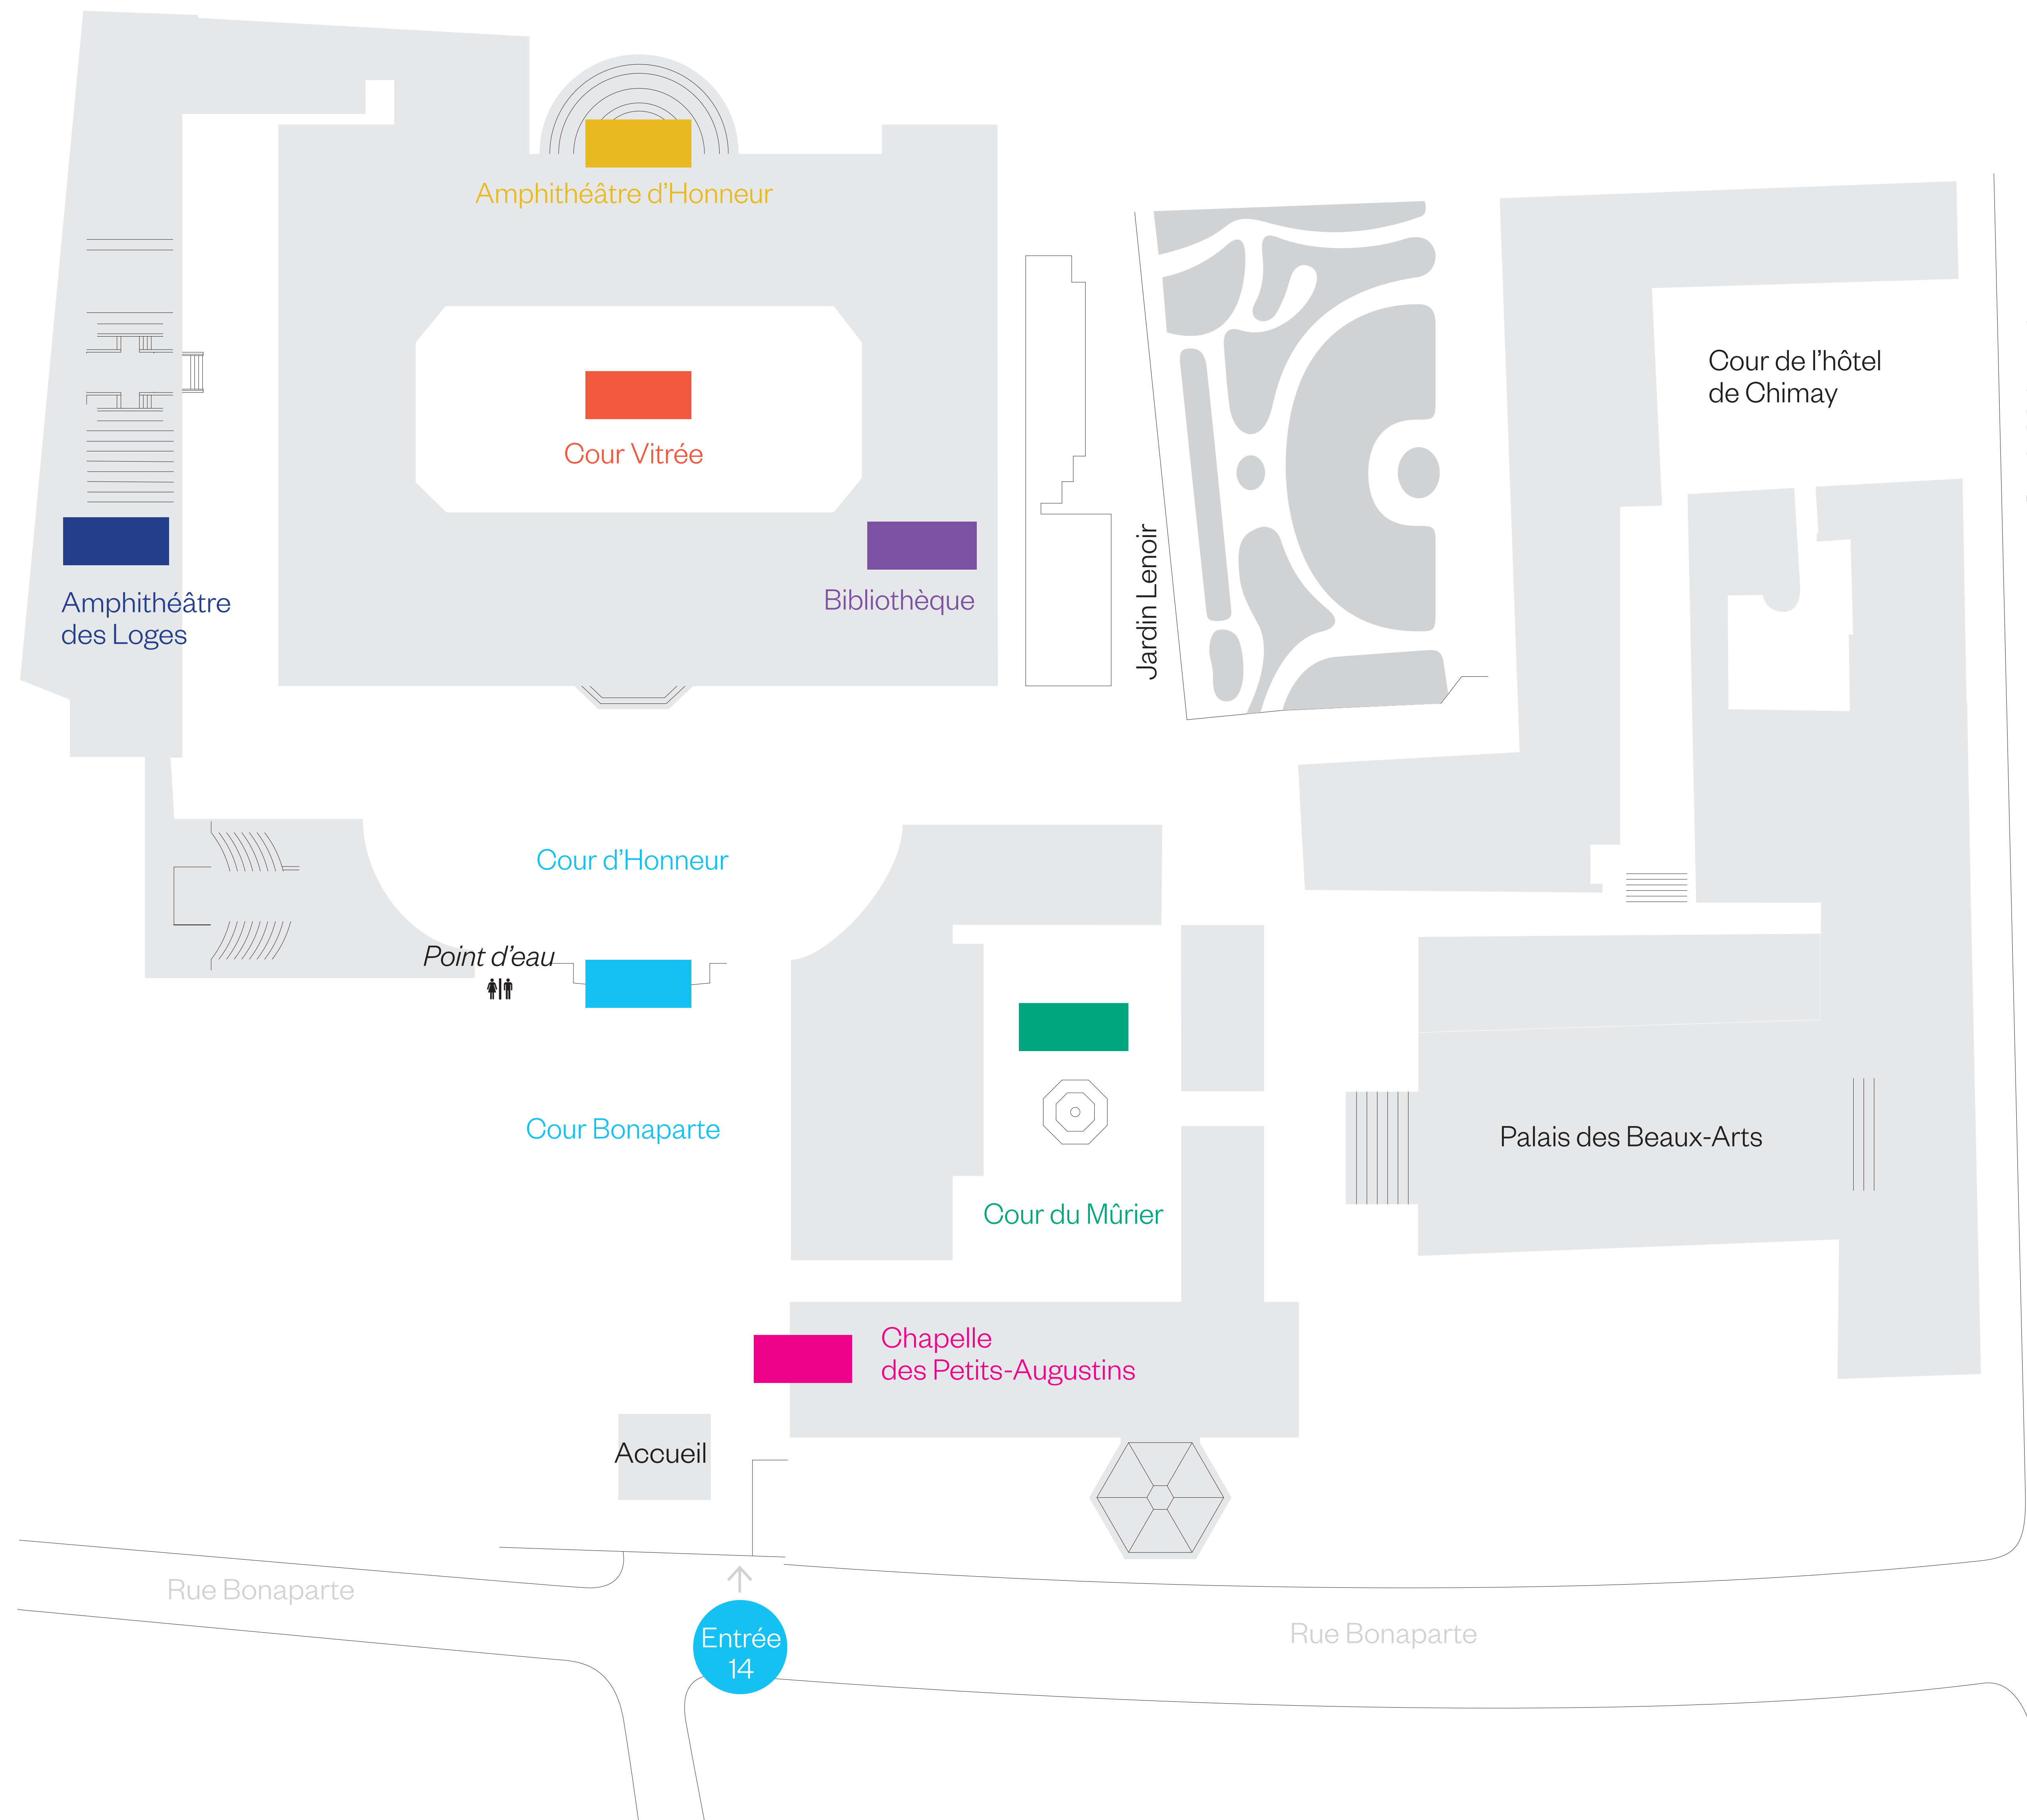 Amphithéâtre d’Honneur
Cour de l’hôtel
de Chimay
Cour Vitrée
Jardin Lenoir
Bibliothèque
Amphithéâtre
des Loges
Cour d’Honneur
Point d’eau
Cour Bonaparte
Palais des Beaux-Arts
Cour du Mûrier
Chapelle
des Petits-Augustins
Accueil
Rue Bonaparte
Rue Bonaparte
Entrée
14